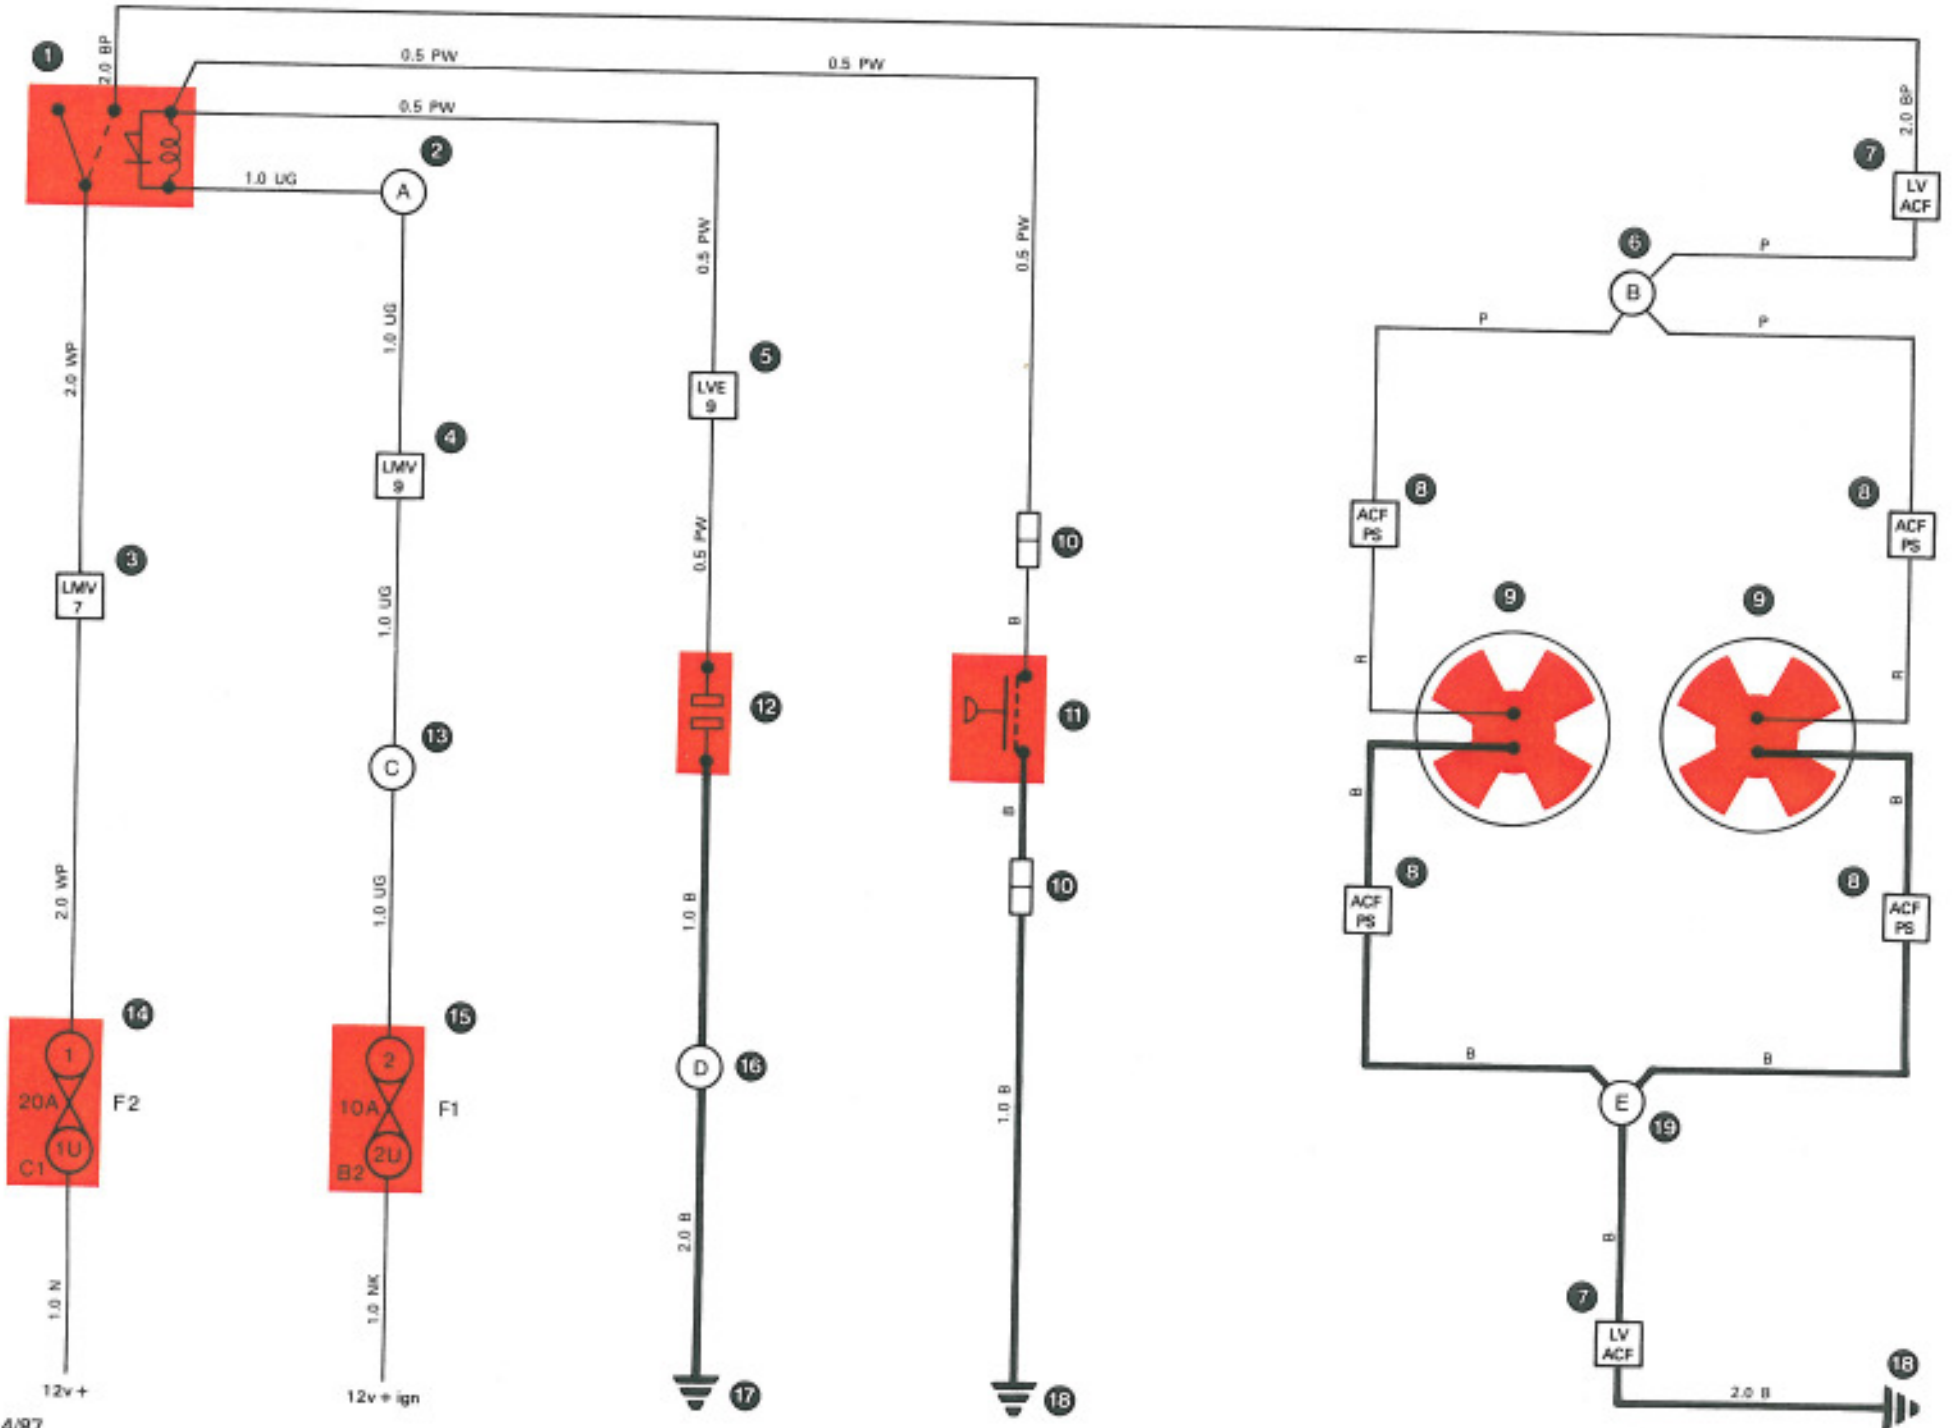 1
2.0 BP
0.5 PW
0.5 PW
0.5 PW
2
A
1.0 UG
2.0 BP
7
LV
ACF
6
P
B
P
P
0.5 PW
0.5 PW
1.0 UG
2.0 WP
5
LVE
9
4
LMV
9
3
LMV
7
8
ACF
PS
8
ACF
PS
10
0.5 PW
1.0 UG
B
9
9
R
R
12
11
13
C
B
B
B
8
ACF
PS
8
ACF
PS
10
2.0 WP
1.0 UG
1.0 B
14
1
20A
F2
1U
C1
15
2
10A
F1
2U
B2
D
16
1.0 B
B
B
E
19
2.0 B
B
1.0 N
1.0 NK
7
LV
ACF
12v +
12v + ign
17
18
2.0 B
18
4/87